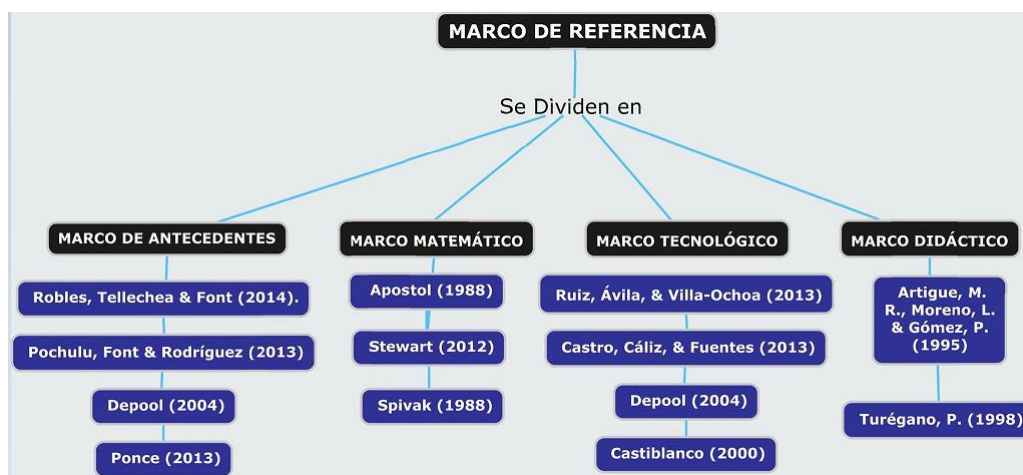 MARCO DE REFERENCIA
Se Dividen en
MARCO DE ANTECEDENTES
Robles, Tellechea & Font (2014).
Pochulu, Font & Rodríguez (2013)
Depool (2004)
Ponce (2013)
MARCO MATEMÁTICO
Apostol (1988)
Stewart (2012)
Spivak (1988)
MARCO TECNOLÓGICO
Ruiz, Ávila, & Villa-Ochoa (2013)
Castro, Cáliz, & Fuentes (2013)
Depool (2004)
Castiblanco (2000)
MARCO DIDÁCTICO
Artigue, M.
R., Moreno, L.
& Gómez, P.
(1995)
Turégano, P. (1998)